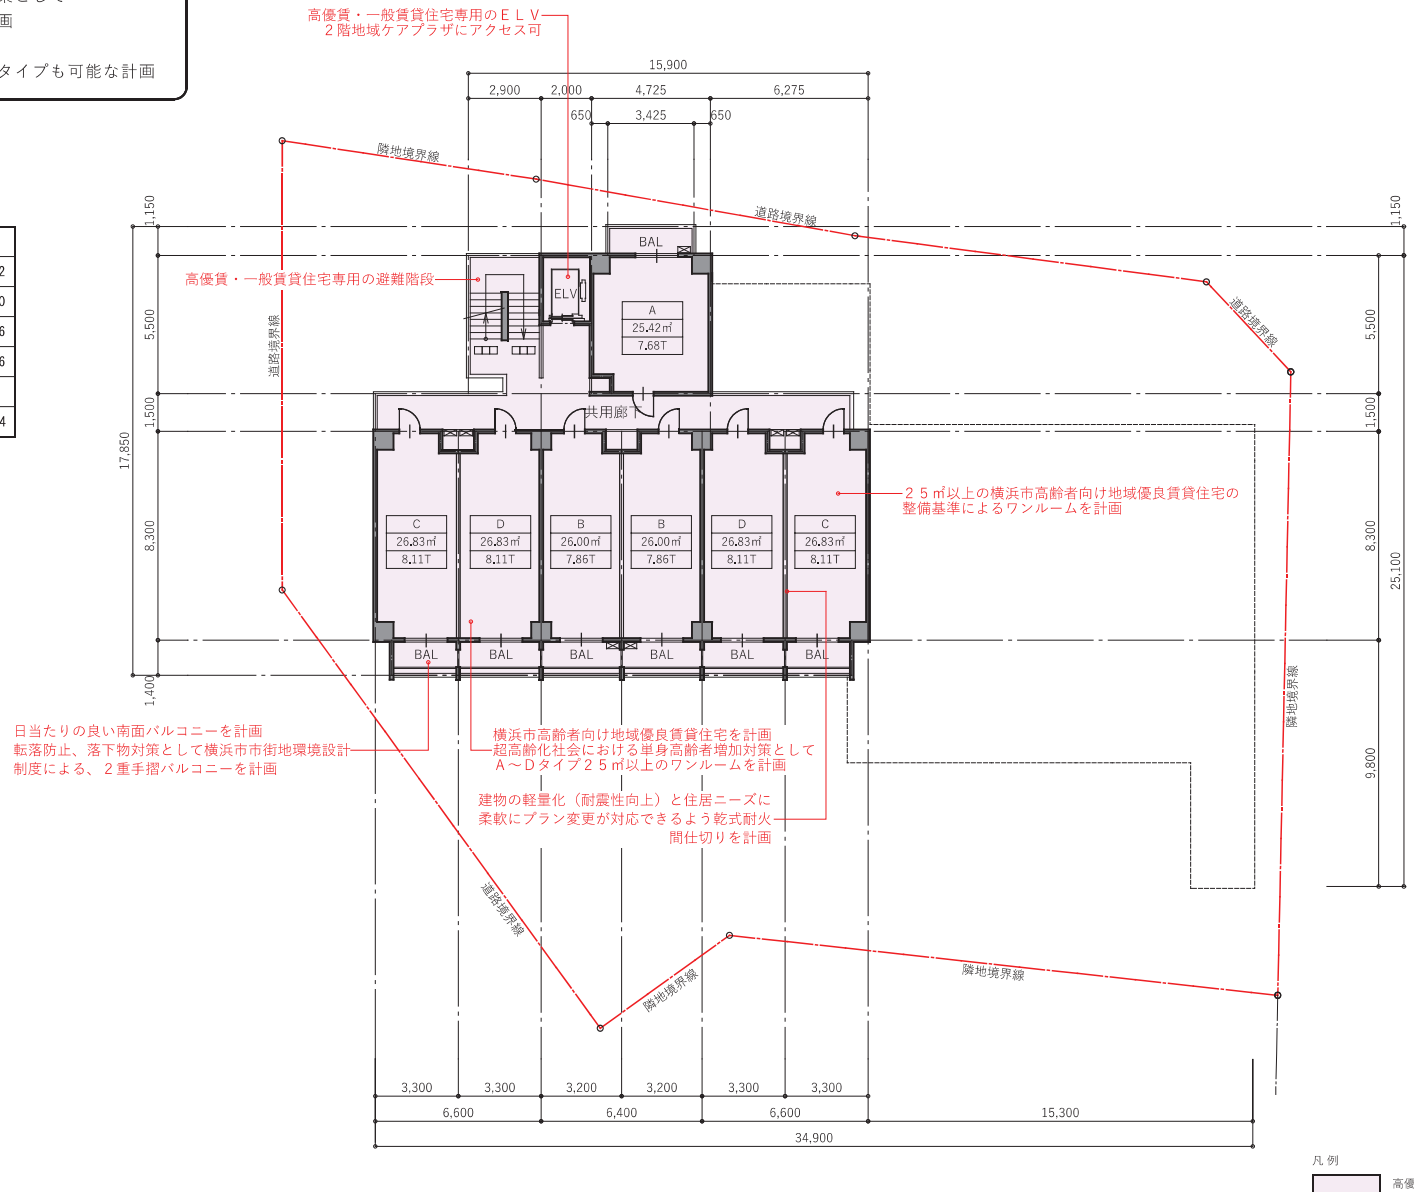 画
タイプも可能な計画
高優賃・一般賃貸住宅専用のＥＬＶ
２階地域ケアプラザにアクセス可
15,900
2,900
2,000
4,725
6,275
650
3,425
650
隣地境界線
道路境界線
道路境界線
道路境界線
1,150
5,500
1,500
17,850
8,300
1,400
1,150
5,500
1,500
8,300
25,100
9,800
2
0
6
6
4
高優賃・一般賃貸住宅専用の避難階段
BAL
ELV
A
25.42㎡
7.68T
共用廊下
C
26.83㎡
8.11T
D
26.83㎡
8.11T
B
26.00㎡
7.86T
B
26.00㎡
7.86T
D
26.83㎡
8.11T
C
26.83㎡
8.11T
２５㎡以上の横浜市高齢者向け地域優良賃貸住宅の
整備基準によるワンルームを計画
BAL
BAL
BAL
BAL
BAL
BAL
隣地境界線
日当たりの良い南面バルコニーを計画
転落防止、落下物対策として横浜市市街地環境設計
制度による、２重手摺バルコニーを計画
横浜市高齢者向け地域優良賃貸住宅を計画
超高齢化社会における単身高齢者増加対策として
Ａ～Ｄタイプ２５㎡以上のワンルームを計画
建物の軽量化（耐震性向上）と住居ニーズに
柔軟にプラン変更が対応できるよう乾式耐火
間仕切りを計画
道路境界線
隣地境界線
隣地境界線
3,300
3,300
3,200
3,200
3,300
3,300
6,600
6,400
6,600
15,300
34,900
凡例
高優